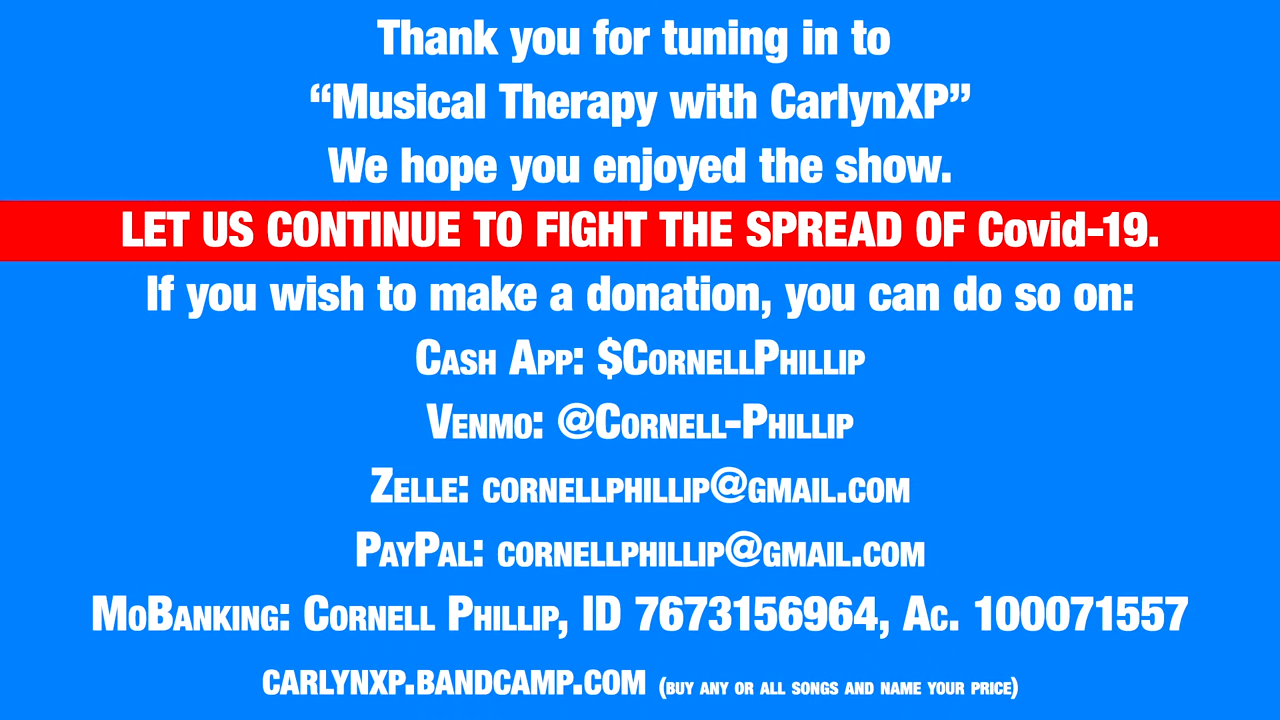 Thank you for tuning in to
“Musical Therapy with CarlynXP”
We hope you enjoyed the show.
LET US CONTINUE TO FIGHT THE SPREAD OF Covid-19.
If you wish to make a donation, you can do so on:
Cash App: $CornellPhillip
Venmo: @Cornell-Phillip
Zelle: cornellphillip@gmail.com
PayPal: cornellphillip@gmail.com
MoBanking: Cornell Phillip, ID 7673156964, Ac. 100071557
carlynxp.bandcamp.com (buy any or all songs and name your price)